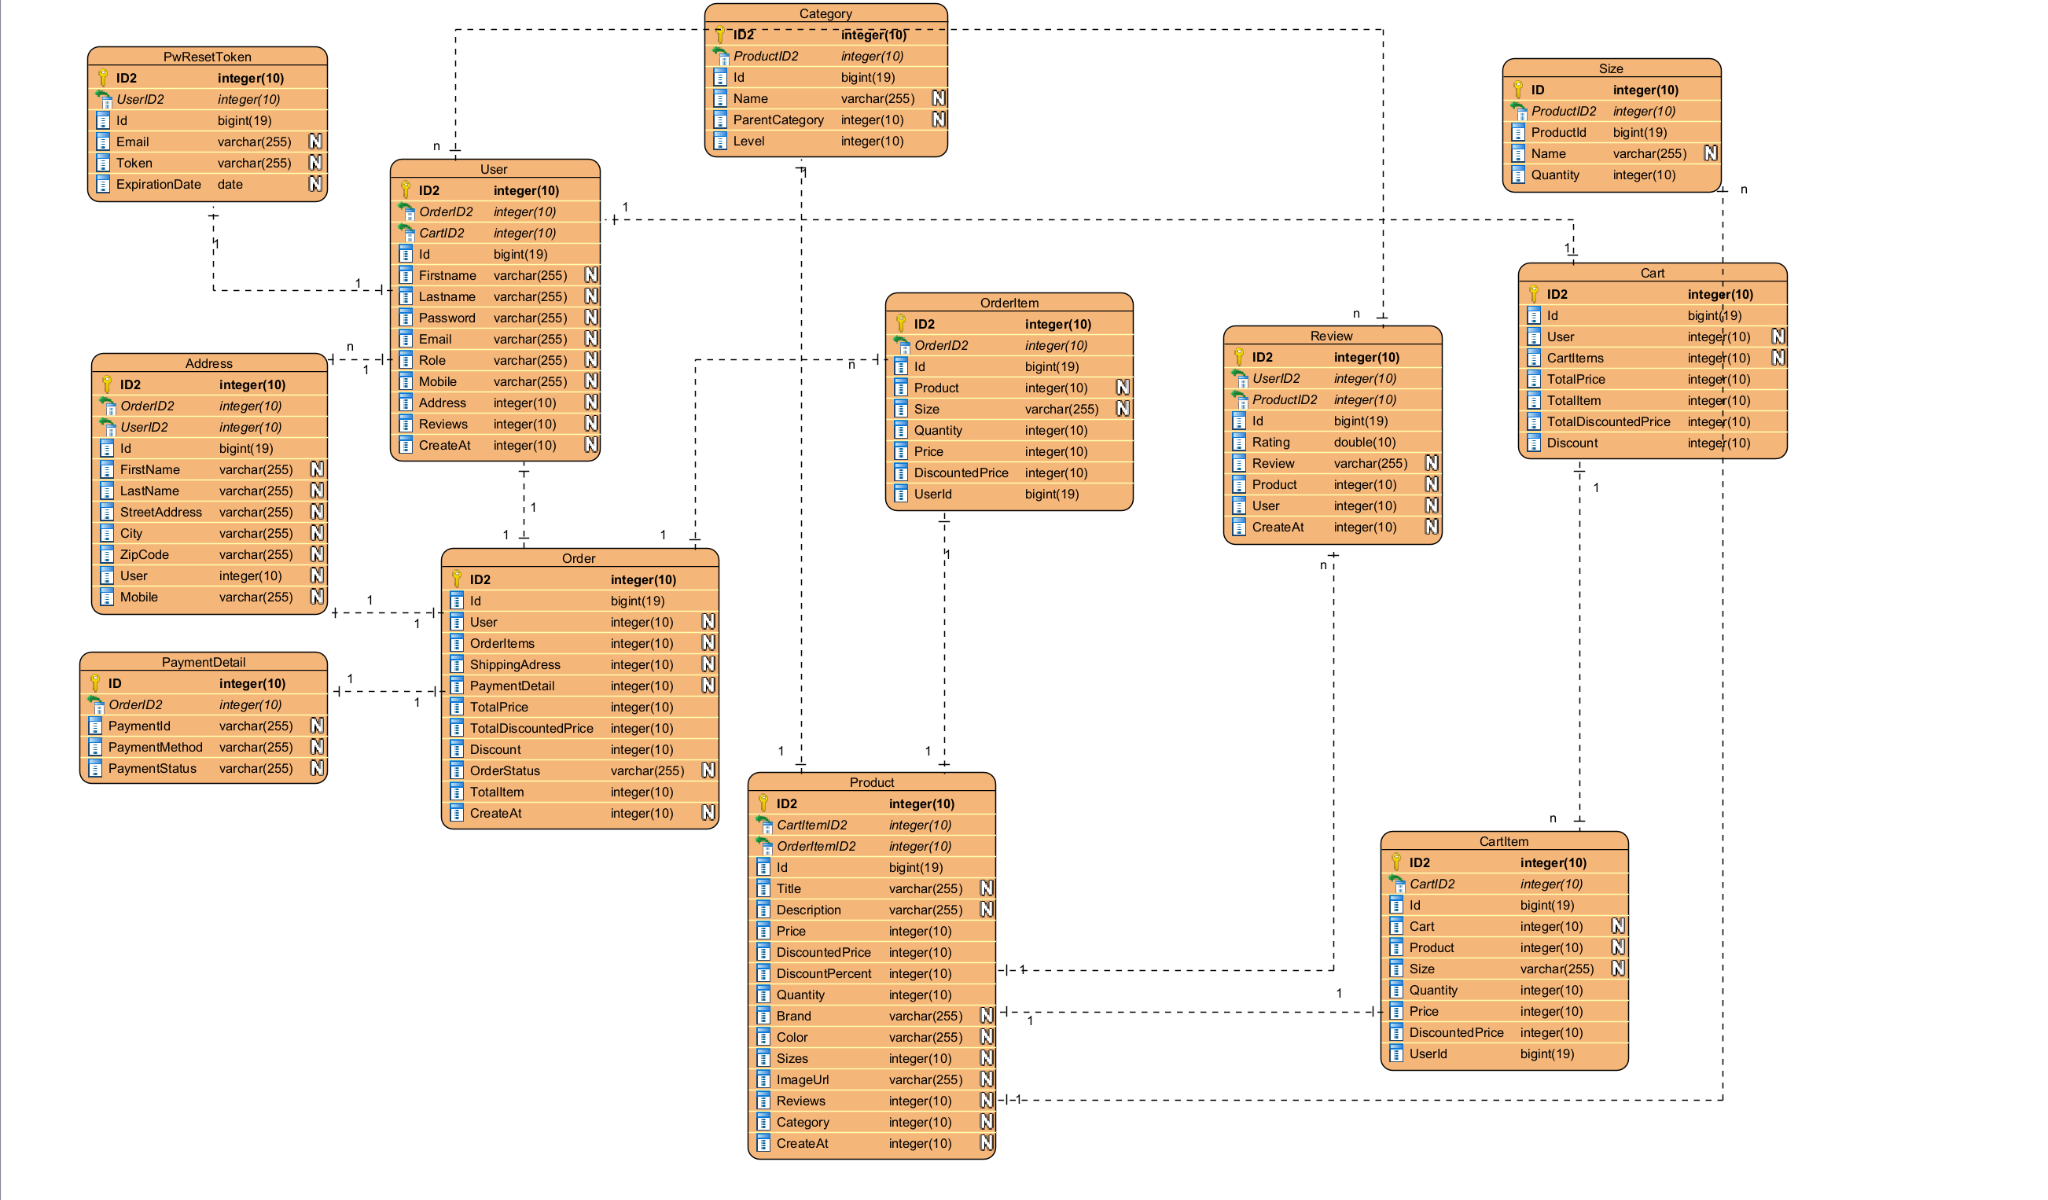 Category
ID2 integer(10)
ProductID2 integer(10)
Id bigint(19)
Name varchar(255) N
ParentCategory integer(10) N
Level integer(10)
PwResetToken
ID2 integer(10)
UserID2 integer(10)
Id bigint(19)
Email varchar(255) N
Token varchar(255) N
ExpirationDate date N
Size
ID integer(10)
ProductID2 integer(10)
ProductId bigint(19)
Name varchar(255) N
Quantity integer(10)
n
n
User
ID2 integer(10)
OrderID2 integer(10)
CartID2 integer(10)
Id bigint(19)
Firstname varchar(255) N
Lastname varchar(255) N
Password varchar(255) N
Email varchar(255) N
Role varchar(255) N
Mobile varchar(255) N
Address integer(10) N
Reviews integer(10) N
CreateAt integer(10) N
1
1
1
1
1
Cart
ID2 integer(10)
Id bigint(19)
User integer(10) N
CartItems integer(10) N
TotalPrice integer(10)
TotalItem integer(10)
TotalDiscountedPrice integer(10)
Discount integer(10)
OrderItem
ID2 integer(10)
OrderID2 integer(10)
Id bigint(19)
Product integer(10) N
Size varchar(255) N
Quantity integer(10)
Price integer(10)
DiscountedPrice integer(10)
UserId bigint(19)
n
Review
ID2 integer(10)
UserID2 integer(10)
ProductID2 integer(10)
Id bigint(19)
Rating double(10)
Review varchar(255) N
Product integer(10) N
User integer(10) N
CreateAt integer(10) N
n
1
n
Address
ID2 integer(10)
OrderID2 integer(10)
UserID2 integer(10)
Id bigint(19)
FirstName varchar(255) N
LastName varchar(255) N
StreetAddress varchar(255) N
City varchar(255) N
ZipCode varchar(255) N
User integer(10) N
Mobile varchar(255) N
1
1
1
1
1
1
n
Order
ID2 integer(10)
Id bigint(19)
User integer(10) N
OrderItems integer(10) N
ShippingAdress integer(10) N
PaymentDetail integer(10) N
TotalPrice integer(10)
TotalDiscountedPrice integer(10)
Discount integer(10)
OrderStatus varchar(255) N
TotalItem integer(10)
CreateAt integer(10) N
1
1
PaymentDetail
ID integer(10)
OrderID2 integer(10)
PaymentId varchar(255) N
PaymentMethod varchar(255) N
PaymentStatus varchar(255) N
1
1
1
1
Product
ID2 integer(10)
CartItemID2 integer(10)
OrderItemID2 integer(10)
Id bigint(19)
Title varchar(255) N
Description varchar(255) N
Price integer(10)
DiscountedPrice integer(10)
DiscountPercent integer(10)
Quantity integer(10)
Brand varchar(255) N
Color varchar(255) N
Sizes integer(10) N
ImageUrl varchar(255) N
Reviews integer(10) N
Category integer(10) N
CreateAt integer(10) N
n
CartItem
ID2 integer(10)
CartID2 integer(10)
Id bigint(19)
Cart integer(10) N
Product integer(10) N
Size varchar(255) N
Quantity integer(10)
Price integer(10)
DiscountedPrice integer(10)
UserId bigint(19)
1
1
1
1